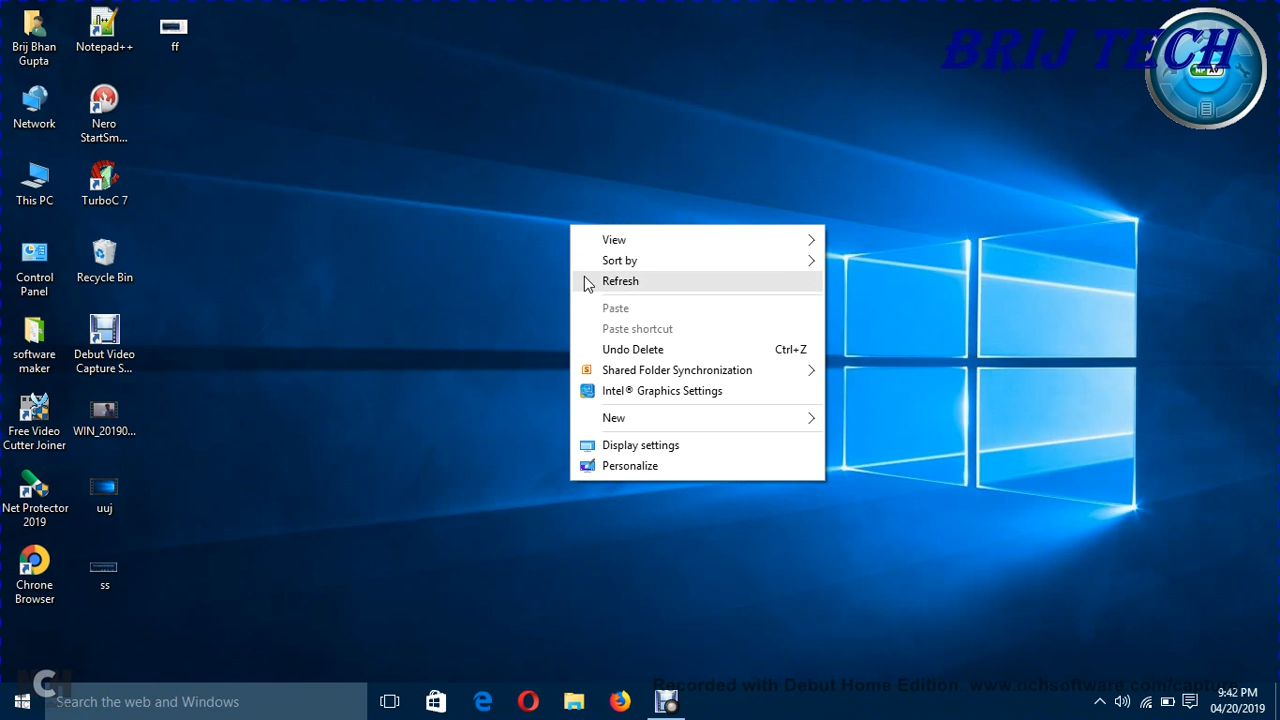 Brij Bhan
Gupta
Notepad++
ff
Network
Nero
StartSm...
This PC
TurboC 7
Control
Panel
Recycle Bin
software
maker
Debut Video
Capture S...
Free Video
Cutter Joiner
WIN_20190...
Net Protector
2019
uuj
Chrome
Browser
ss
BRIJ TECH
View
Sort by
Refresh
Paste
Paste shortcut
Undo Delete Ctrl+Z
Shared Folder Synchronization
Intel® Graphics Settings
New
Display settings
Personalize
NCH
Recorded with Debut Home Edition. www.nchsoftware.com/capture
Search the web and Windows
9:42 PM
04/20/2019